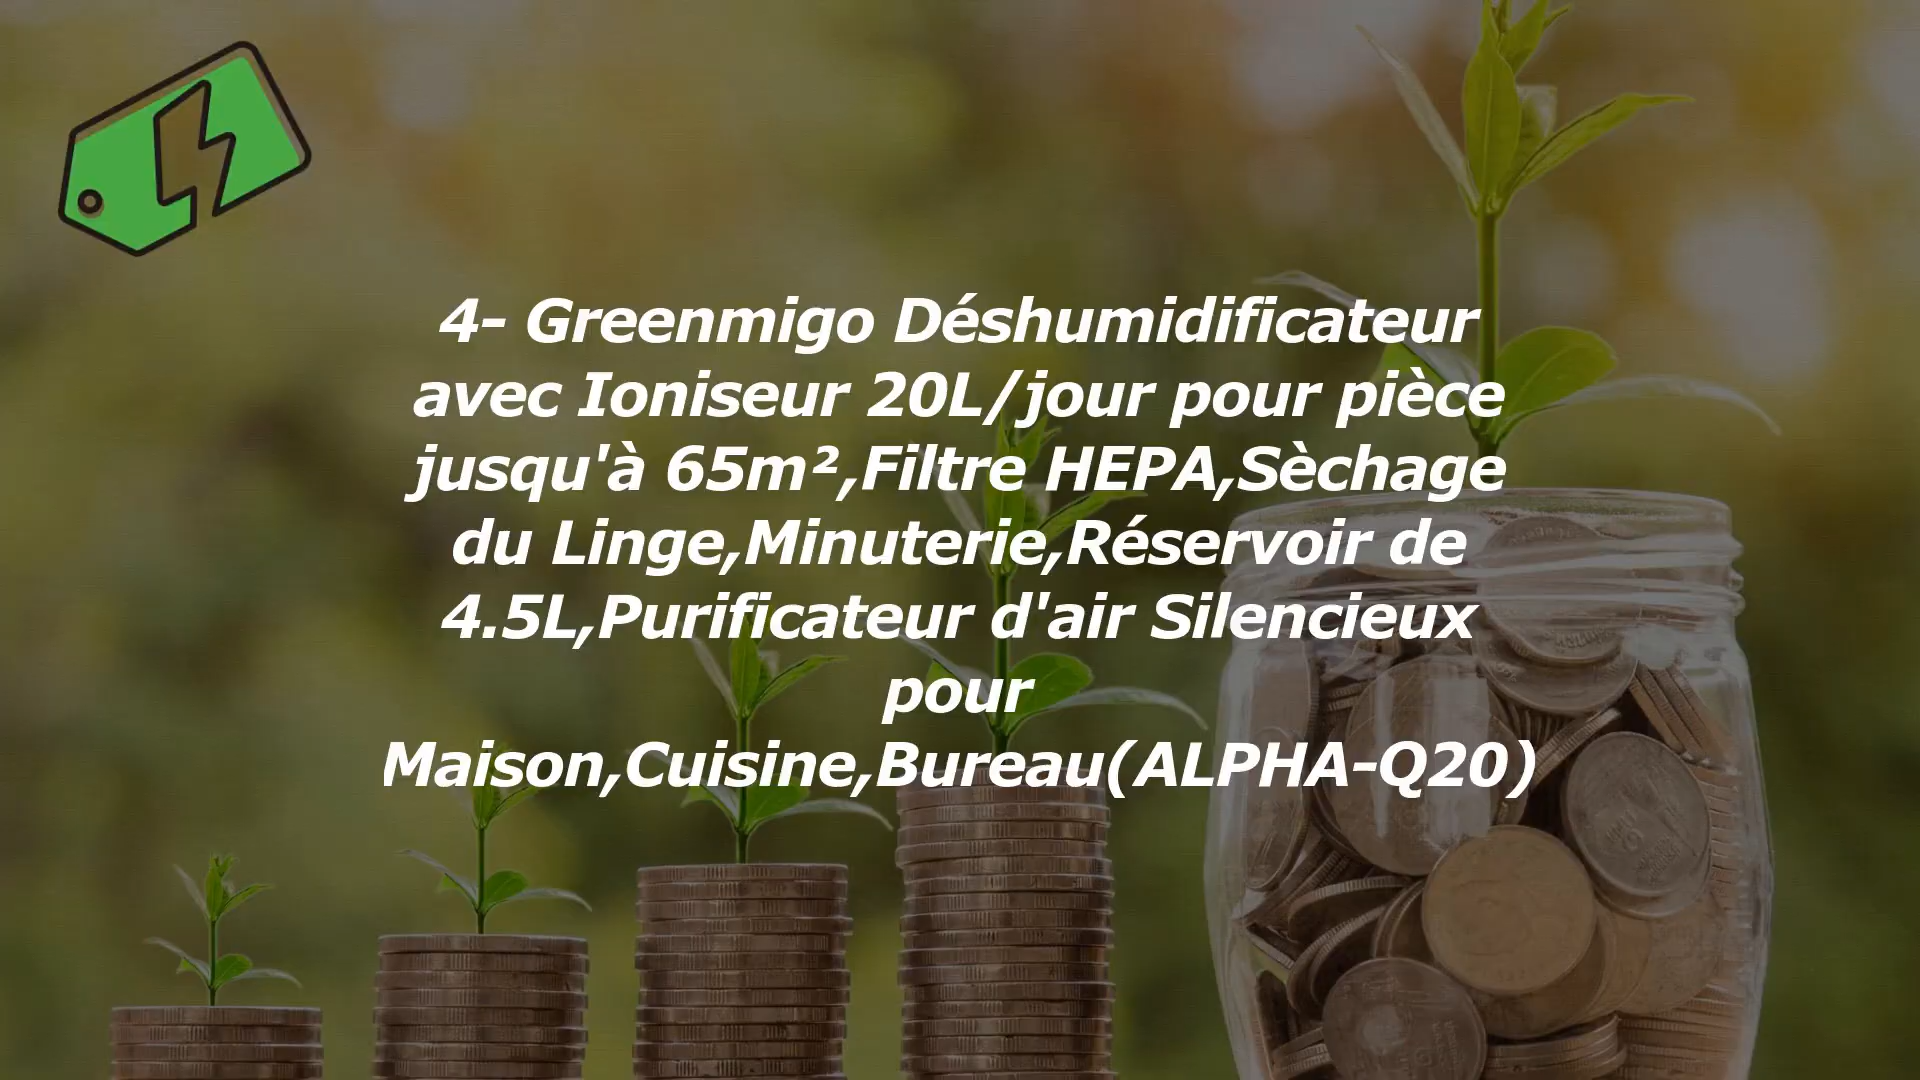 4- Greenmigo Déshumidificateur
avec Ioniseur 20L/jour pour pièce
jusqu'à 65m²,Filtre HEPA,Sèchage
du Linge,Minuterie,Réservoir de
4.5L,Purificateur d'air Silencieux
pour
Maison,Cuisine,Bureau(ALPHA-Q20)